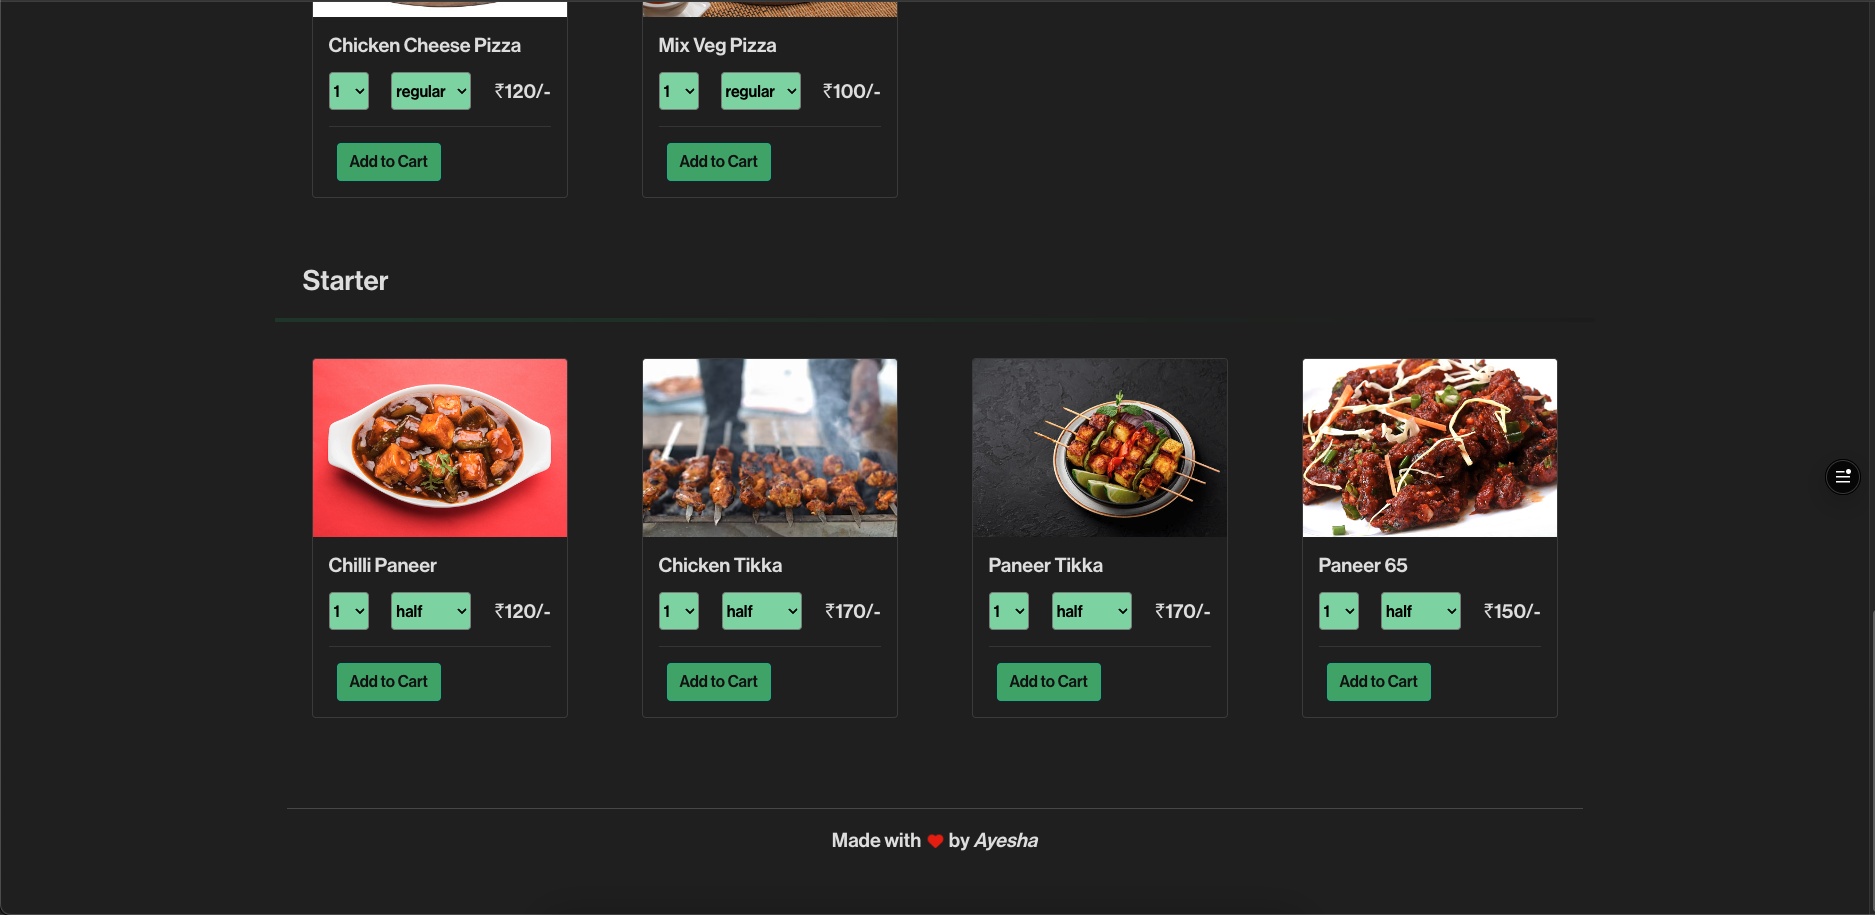 Chicken Cheese Pizza
1 regular ₹120/-
Add to Cart
Mix Veg Pizza
1 regular ₹100/-
Add to Cart
Starter
Chilli Paneer
1 half ₹120/-
Add to Cart
Chicken Tikka
1 half ₹170/-
Add to Cart
Paneer Tikka
1 half ₹170/-
Add to Cart
Paneer 65
1 half ₹150/-
Add to Cart
Made with ❤ by Ayesha